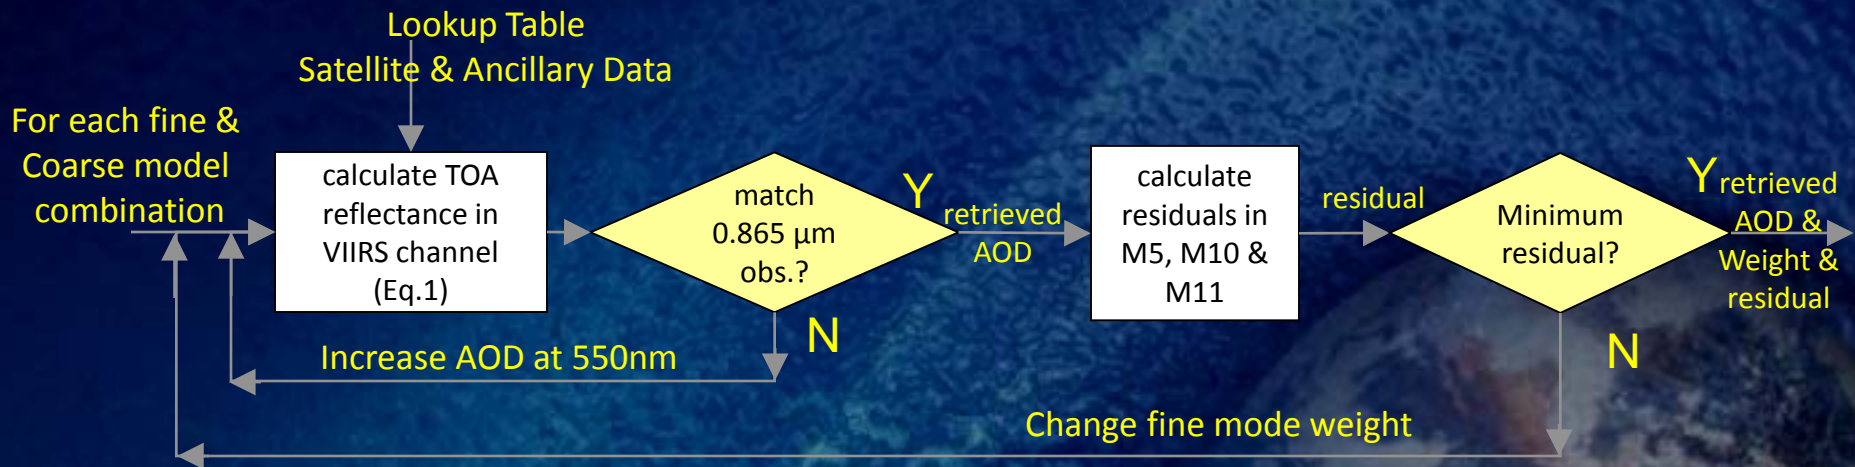 Lookup Table
Satellite & Ancillary Data
For each fine &
Coarse model
combination
calculate TOA
reflectance in
VIIRS channel
(Eq.1)
match
0.865 µm
obs.?
Y
retrieved
AOD
N
Increase AOD at 550nm
calculate
residuals in
M5, M10 &
M11
residual
Minimum
residual?
Y
retrieved
AOD &
Weight &
residual
N
Change fine mode weight